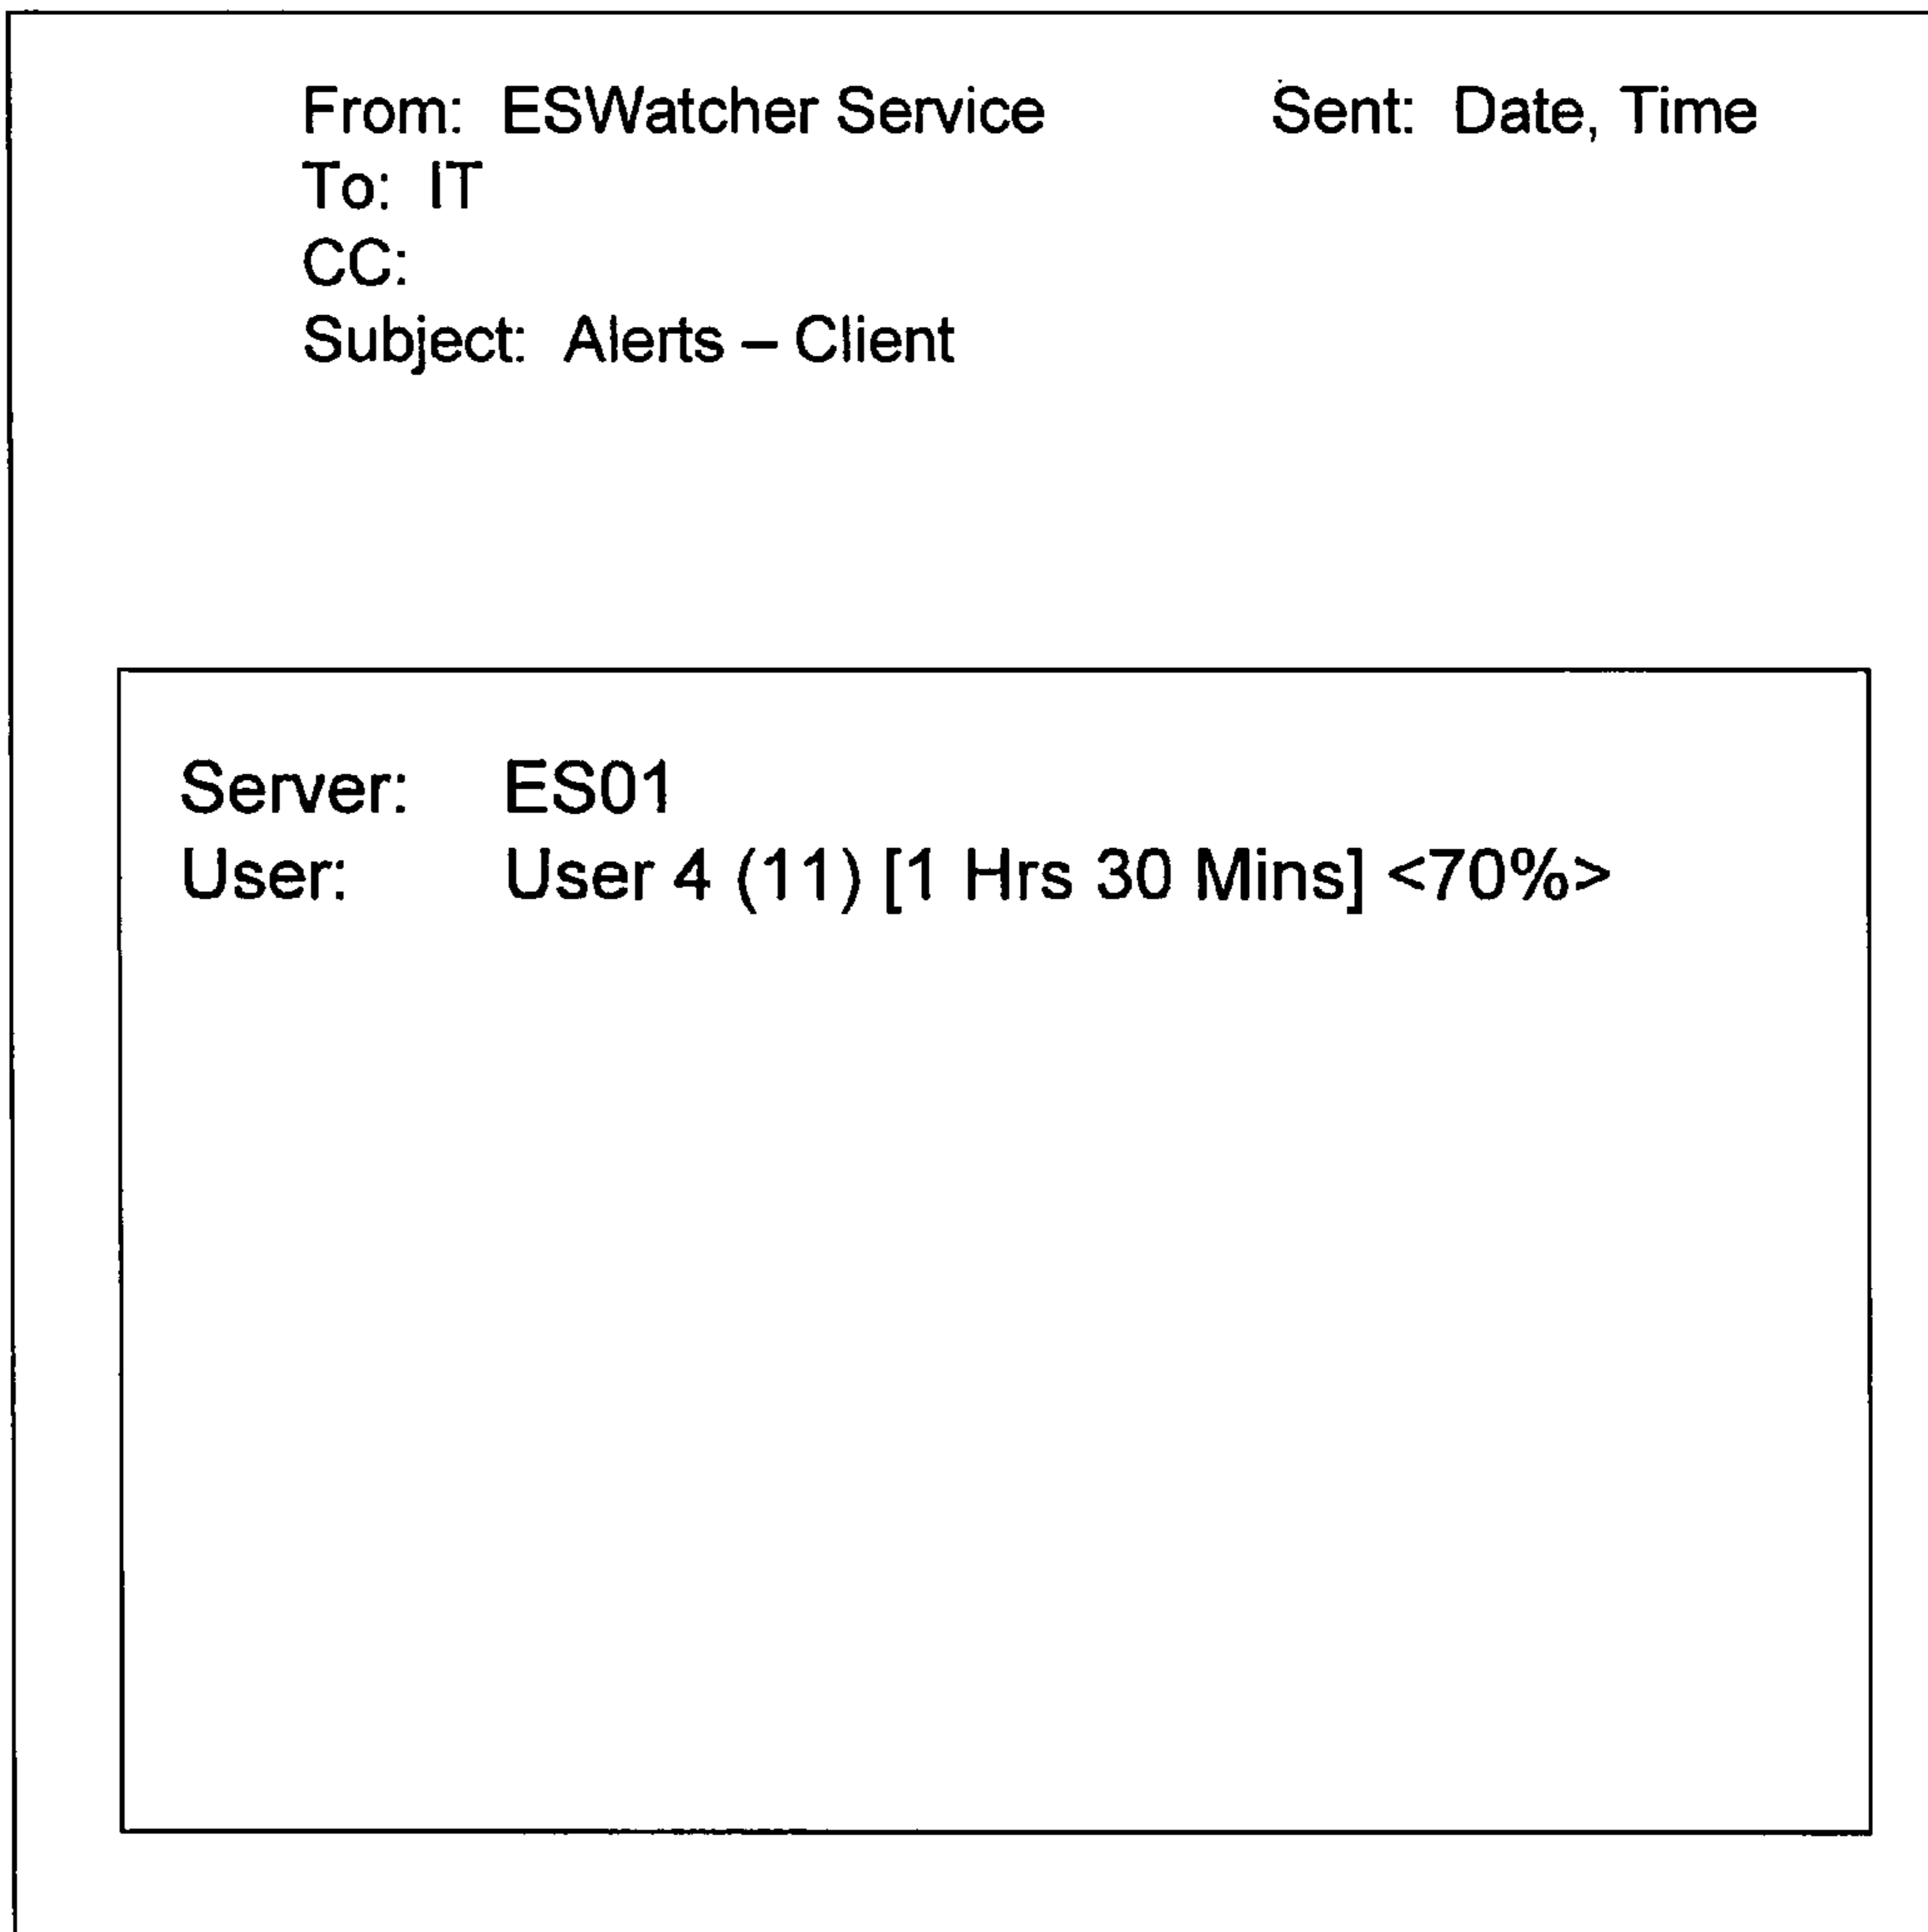 From: ESWatcher Service Sent: Date, Time
To: IT
CC:
Subject: Alerts – Client
Server: ES01
User: User 4 (11) [1 Hrs 30 Mins] <70%>